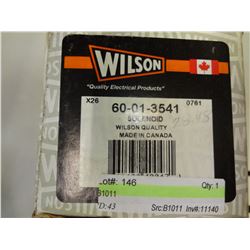 WILSON
"Quality Electrical Products"
X26
0761
60-01-3541
SOLENOID
WILSON QUALITY
MADE IN CANADA
Lot#: 146
Qty: 1
B1011
D: 43
Src:B1011 Inv#:11140